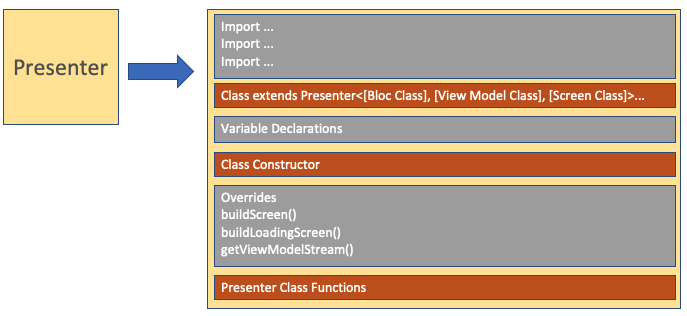 Presenter
Import ...
Import ...
Import ...
Class extends Presenter<[Bloc Class], [View Model Class], [Screen Class]>...
Variable Declarations
Class Constructor
Overrides
buildScreen()
buildLoadingScreen()
getViewModelStream()
Presenter Class Functions